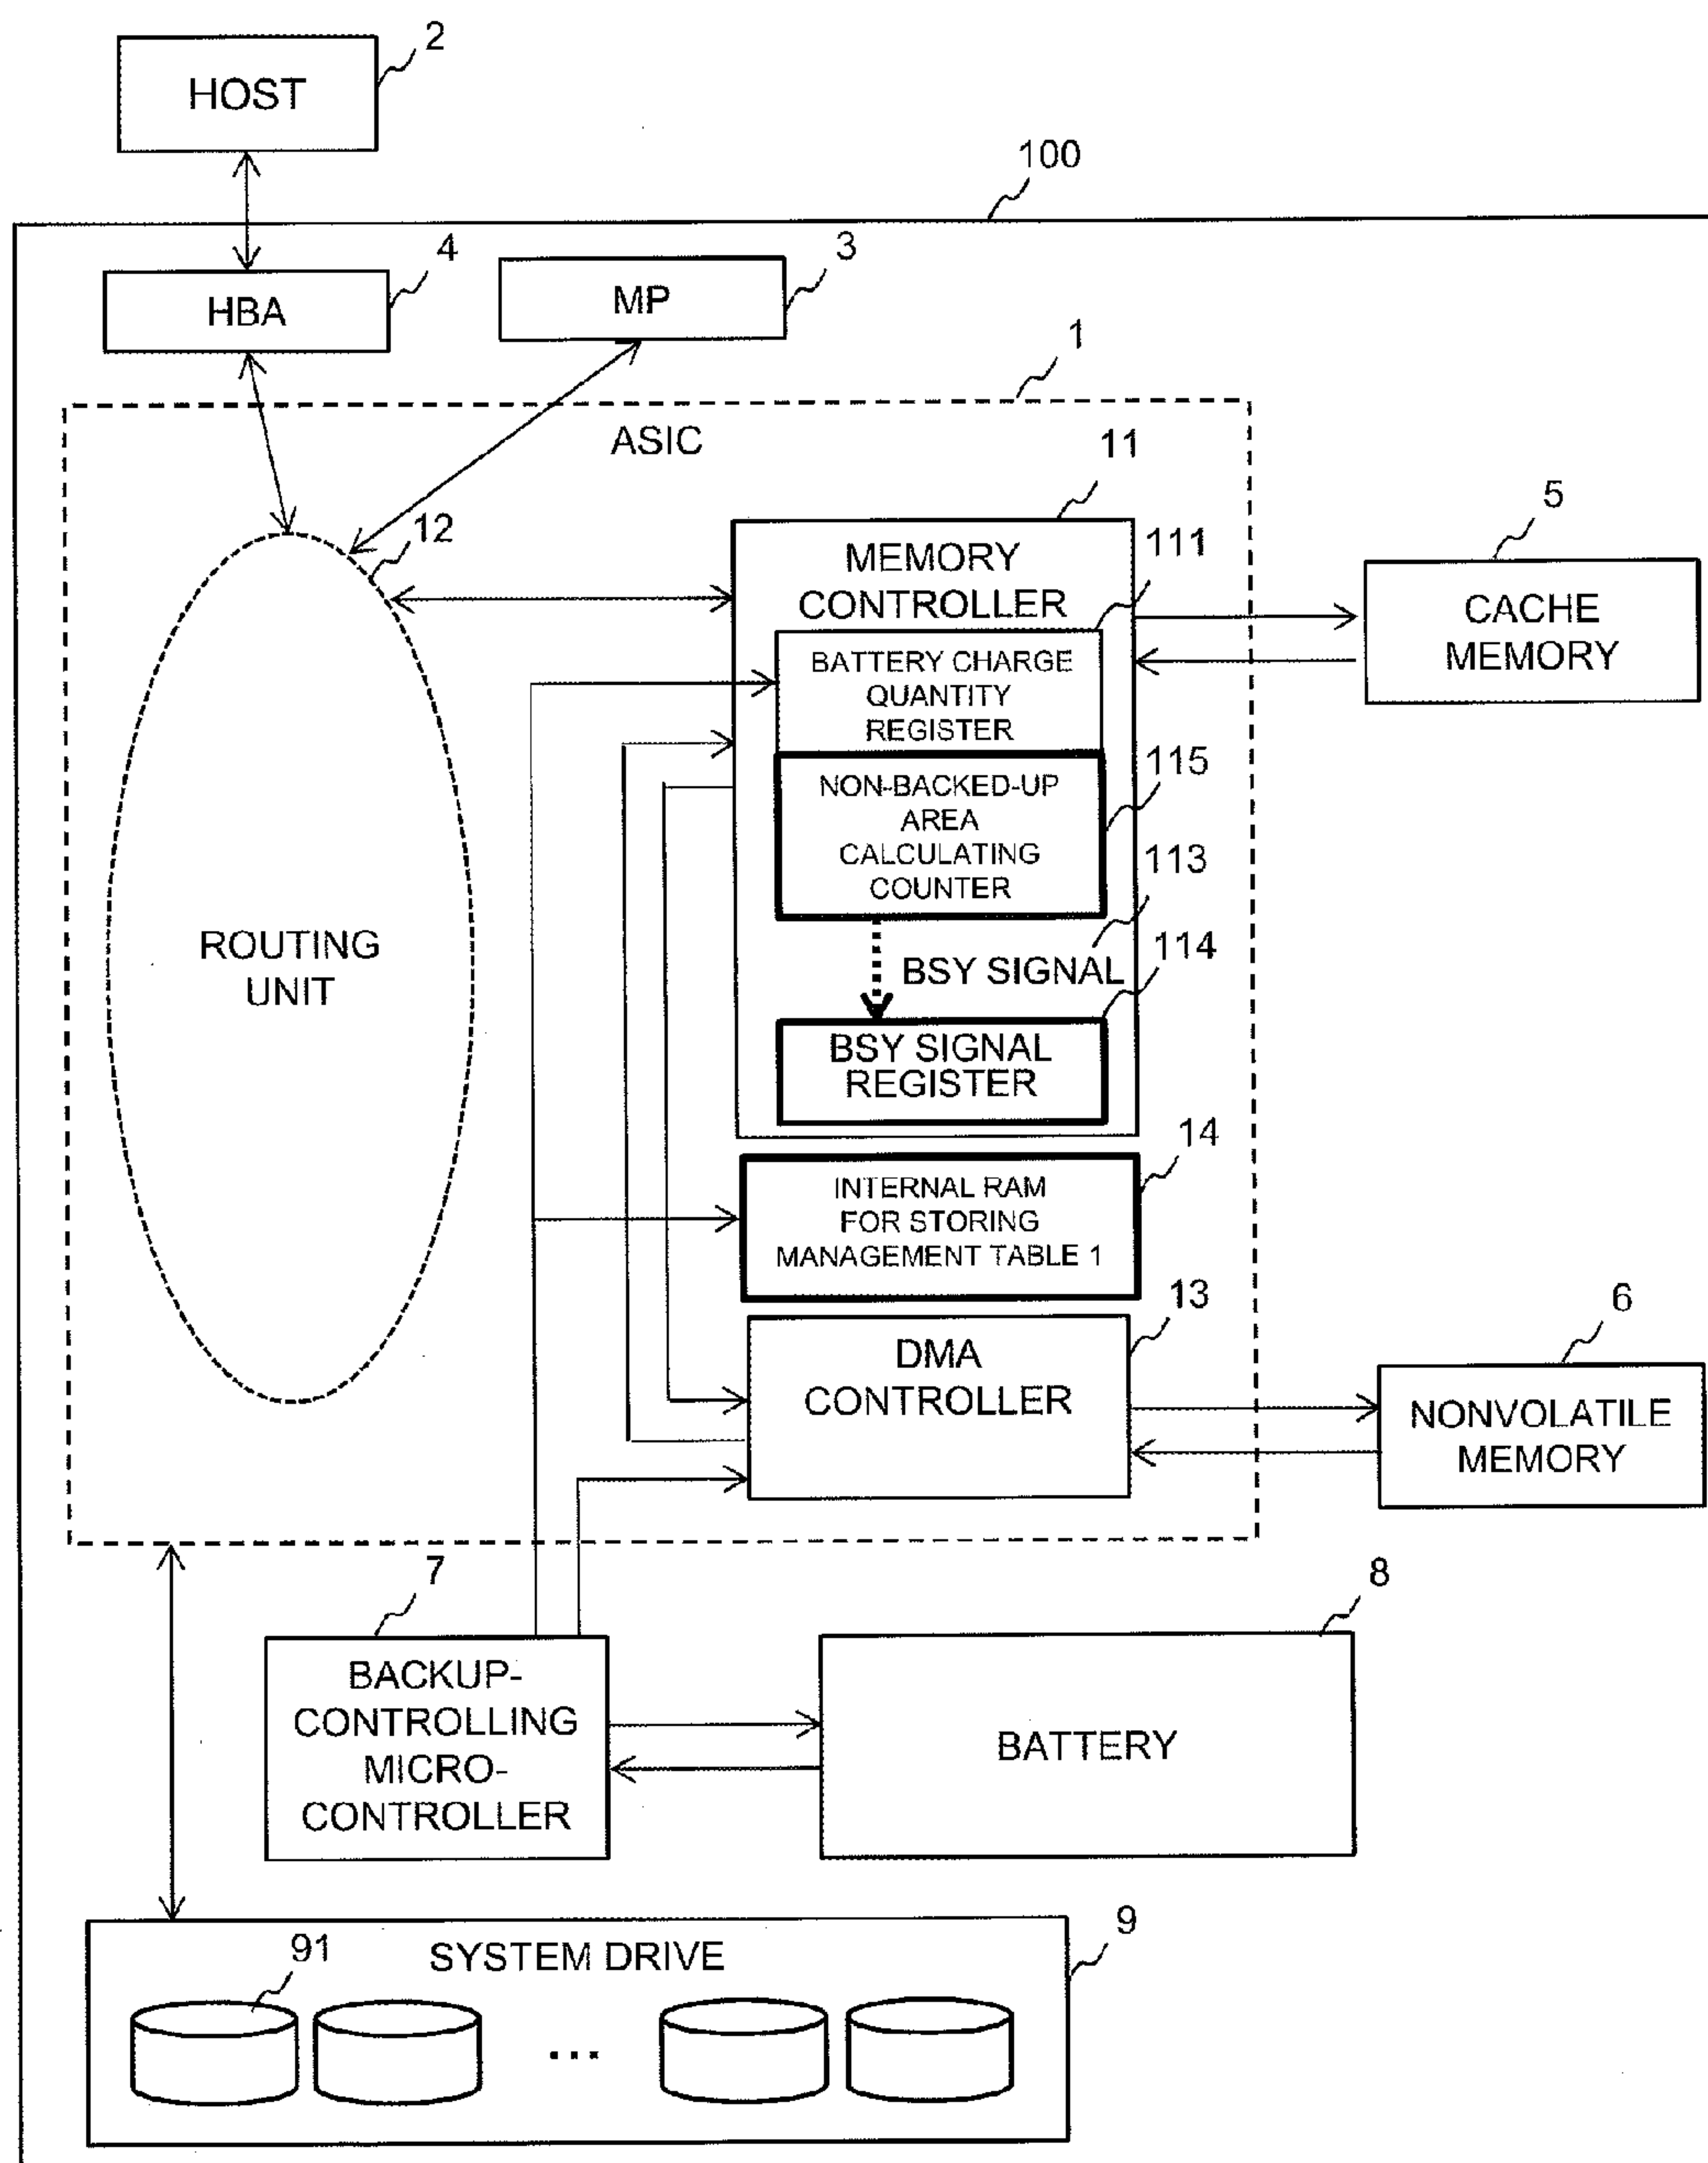 2
HOST
100
4
HBA
3
MP
1
ASIC
12
ROUTING
UNIT
11
MEMORY
CONTROLLER
111
BATTERY CHARGE
QUANTITY
REGISTER
115
NON-BACKED-UP
AREA
CALCULATING
COUNTER
113
BSY SIGNAL
114
BSY SIGNAL
REGISTER
5
CACHE
MEMORY
14
INTERNAL RAM
FOR STORING
MANAGEMENT TABLE 1
13
DMA
CONTROLLER
6
NONVOLATILE
MEMORY
7
BACKUP-
CONTROLLING
MICRO-
CONTROLLER
8
BATTERY
9
SYSTEM DRIVE
91
...